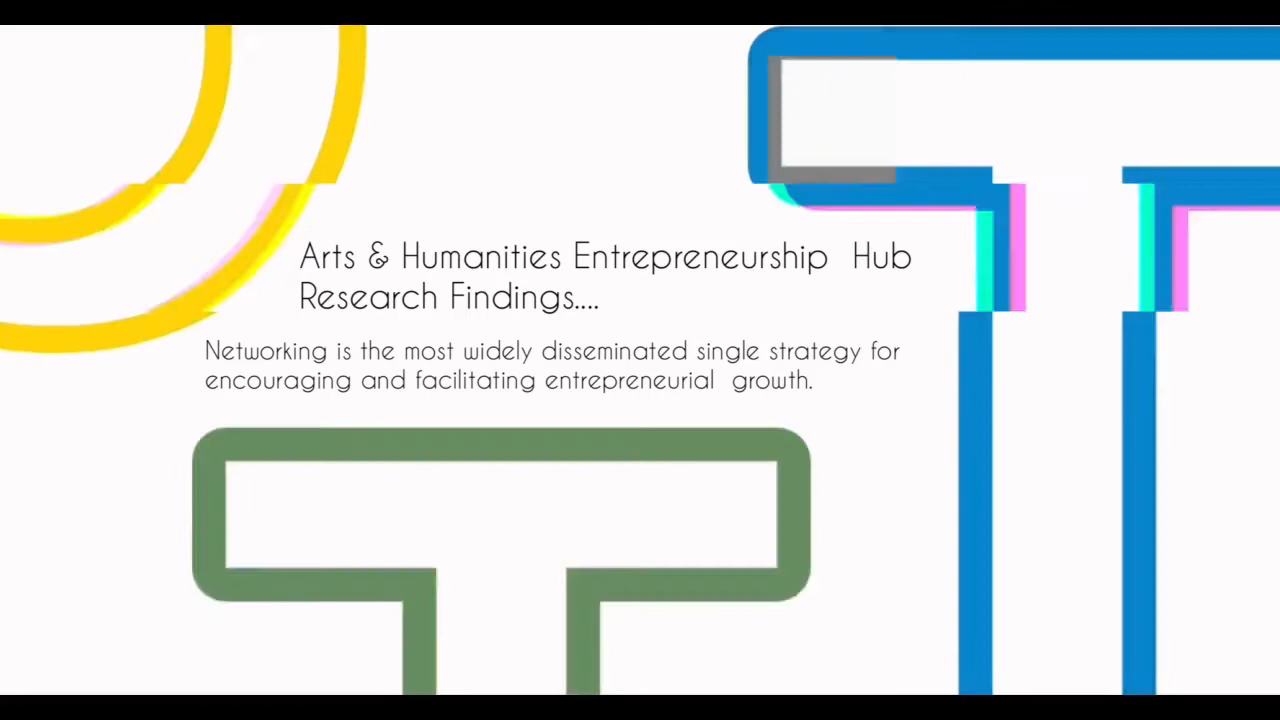 Arts & Humanities Entrepreneurship Hub
Research Findings....
Networking is the most widely disseminated single strategy for
encouraging and facilitating entrepreneurial growth.